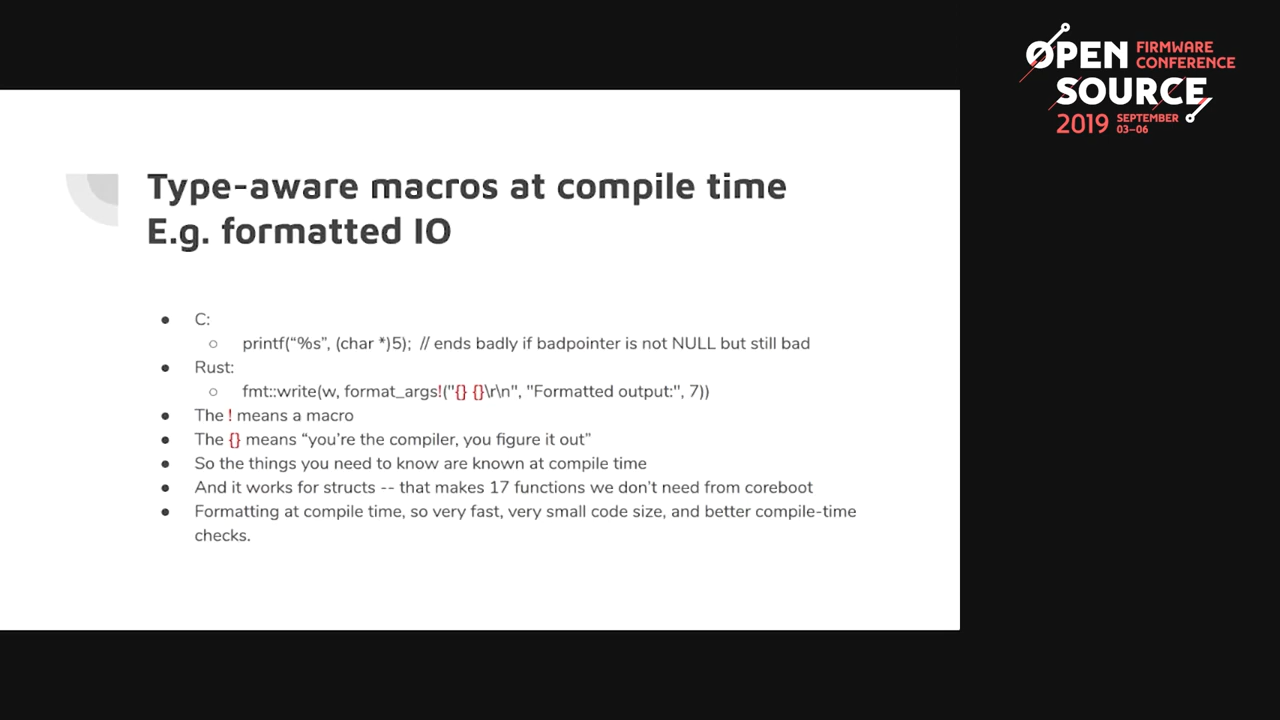 OPEN FIRMWARE
CONFERENCE
SOURCE
2019 SEPTEMBER
03–06
Type-aware macros at compile time
E.g. formatted IO
● C:
○ printf(“%s”, (char *)5); // ends badly if badpointer is not NULL but still bad
● Rust:
○ fmt::write(w, format_args!("{} {}\r\n", "Formatted output:", 7))
● The ! means a macro
● The {} means “you’re the compiler, you figure it out”
● So the things you need to know are known at compile time
● And it works for structs -- that makes 17 functions we don’t need from coreboot
● Formatting at compile time, so very fast, very small code size, and better compile-time
checks.